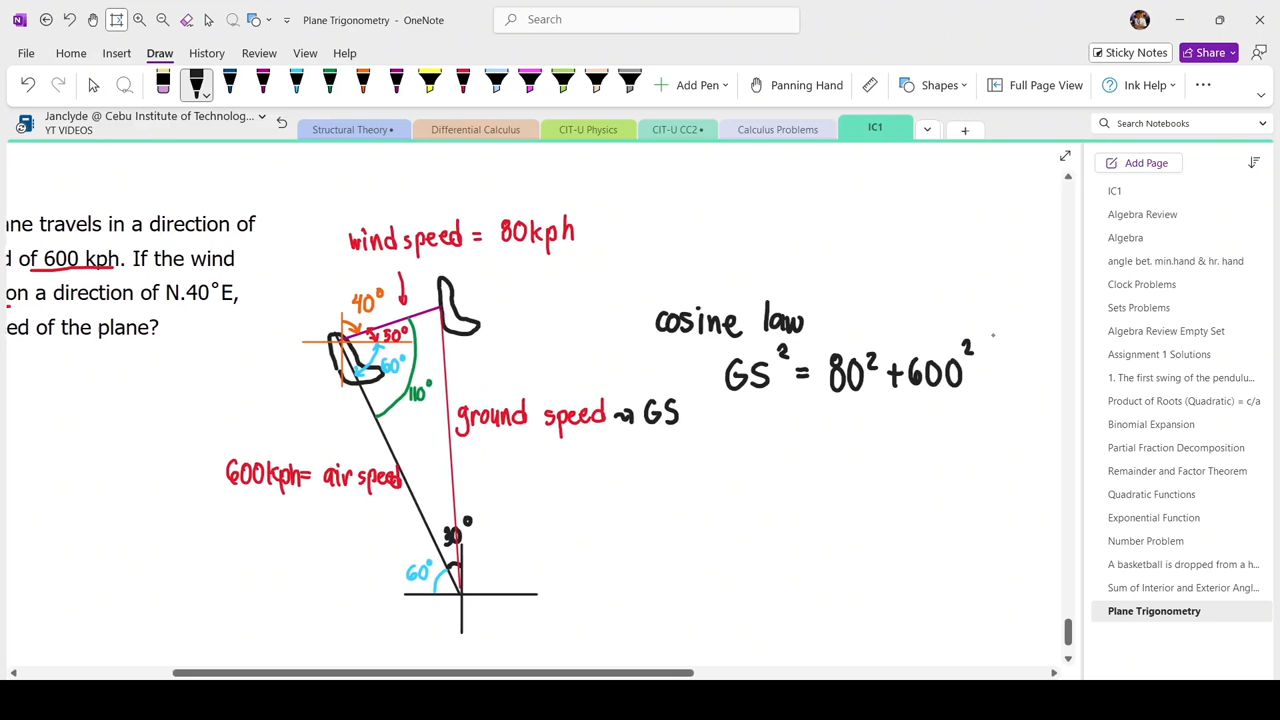 Plane Trigonometry - OneNote
Search
File Home Insert Draw History Review View Help
Sticky Notes Share
Add Pen Panning Hand Shapes Full Page View Ink Help
Janclyde @ Cebu Institute of Technolog...
YT VIDEOS
Structural Theory Differential Calculus CIT-U Physics CIT-U CC2 Calculus Problems IC1
Search Notebooks
Add Page
ane travels in a direction of
d of 600 kph. If the wind
on a direction of N.40°E,
ed of the plane?
wind speed = 80kph
40°
50°
60°
110°
ground speed → GS
600kph= air speed
30°
60°
cosine law
GS² = 80² + 600²
IC1
Algebra Review
Algebra
angle bet. min.hand & hr. hand
Clock Problems
Sets Problems
Algebra Review Empty Set
Assignment 1 Solutions
1. The first swing of the pendulu...
Product of Roots (Quadratic) = c/a
Binomial Expansion
Partial Fraction Decomposition
Remainder and Factor Theorem
Quadratic Functions
Exponential Function
Number Problem
A basketball is dropped from a h...
Sum of Interior and Exterior Angl...
Plane Trigonometry